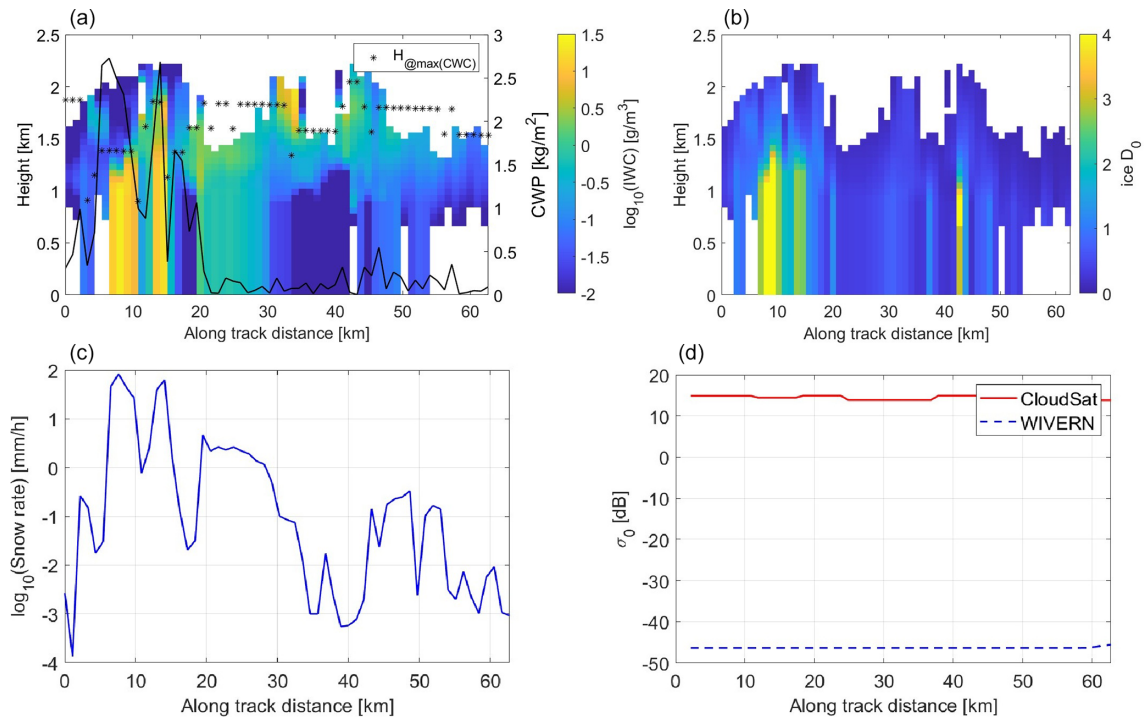 (a)
2.5
2
1.5
1
0.5
0
Height [km]
0 10 20 30 40 50 60
Along track distance [km]
H@max(CWC)
3
2.5
2
1.5
1
0.5
0
CWP [kg/m2]
1.5
1
0.5
0
-0.5
-1
-1.5
-2
log10(IWC) [g/m3]
(b)
2.5
2
1.5
1
0.5
0
Height [km]
0 10 20 30 40 50 60
Along track distance [km]
4
3
2
1
0
ice D0
(c)
2
1
0
-1
-2
-3
-4
log10(Snow rate) [mm/h]
0 10 20 30 40 50 60
Along track distance [km]
(d)
20
10
0
-10
-20
-30
-40
-50
σ0 [dB]
CloudSat
WIVERN
0 10 20 30 40 50 60
Along track distance [km]